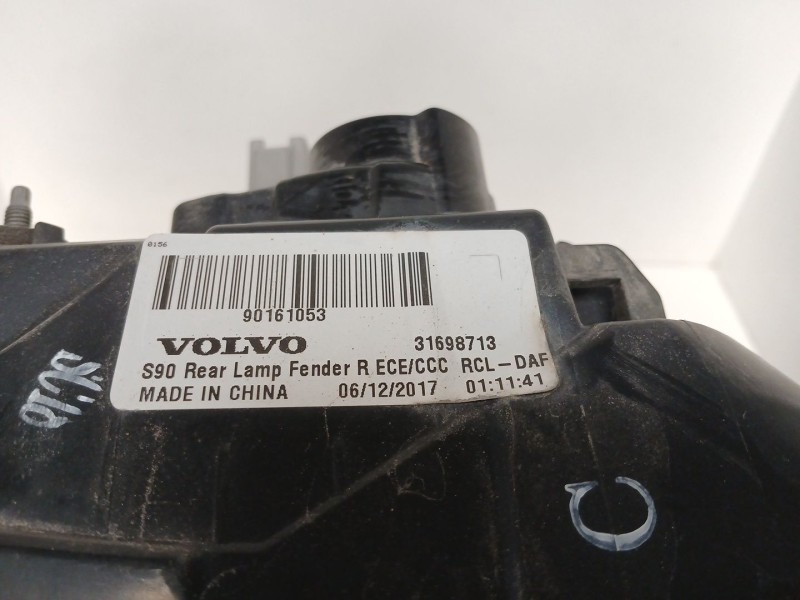 0156
90161053
VOLVO 31698713
S90 Rear Lamp Fender R ECE/CCC RCL-DAF
MADE IN CHINA 06/12/2017 01:11:41
C